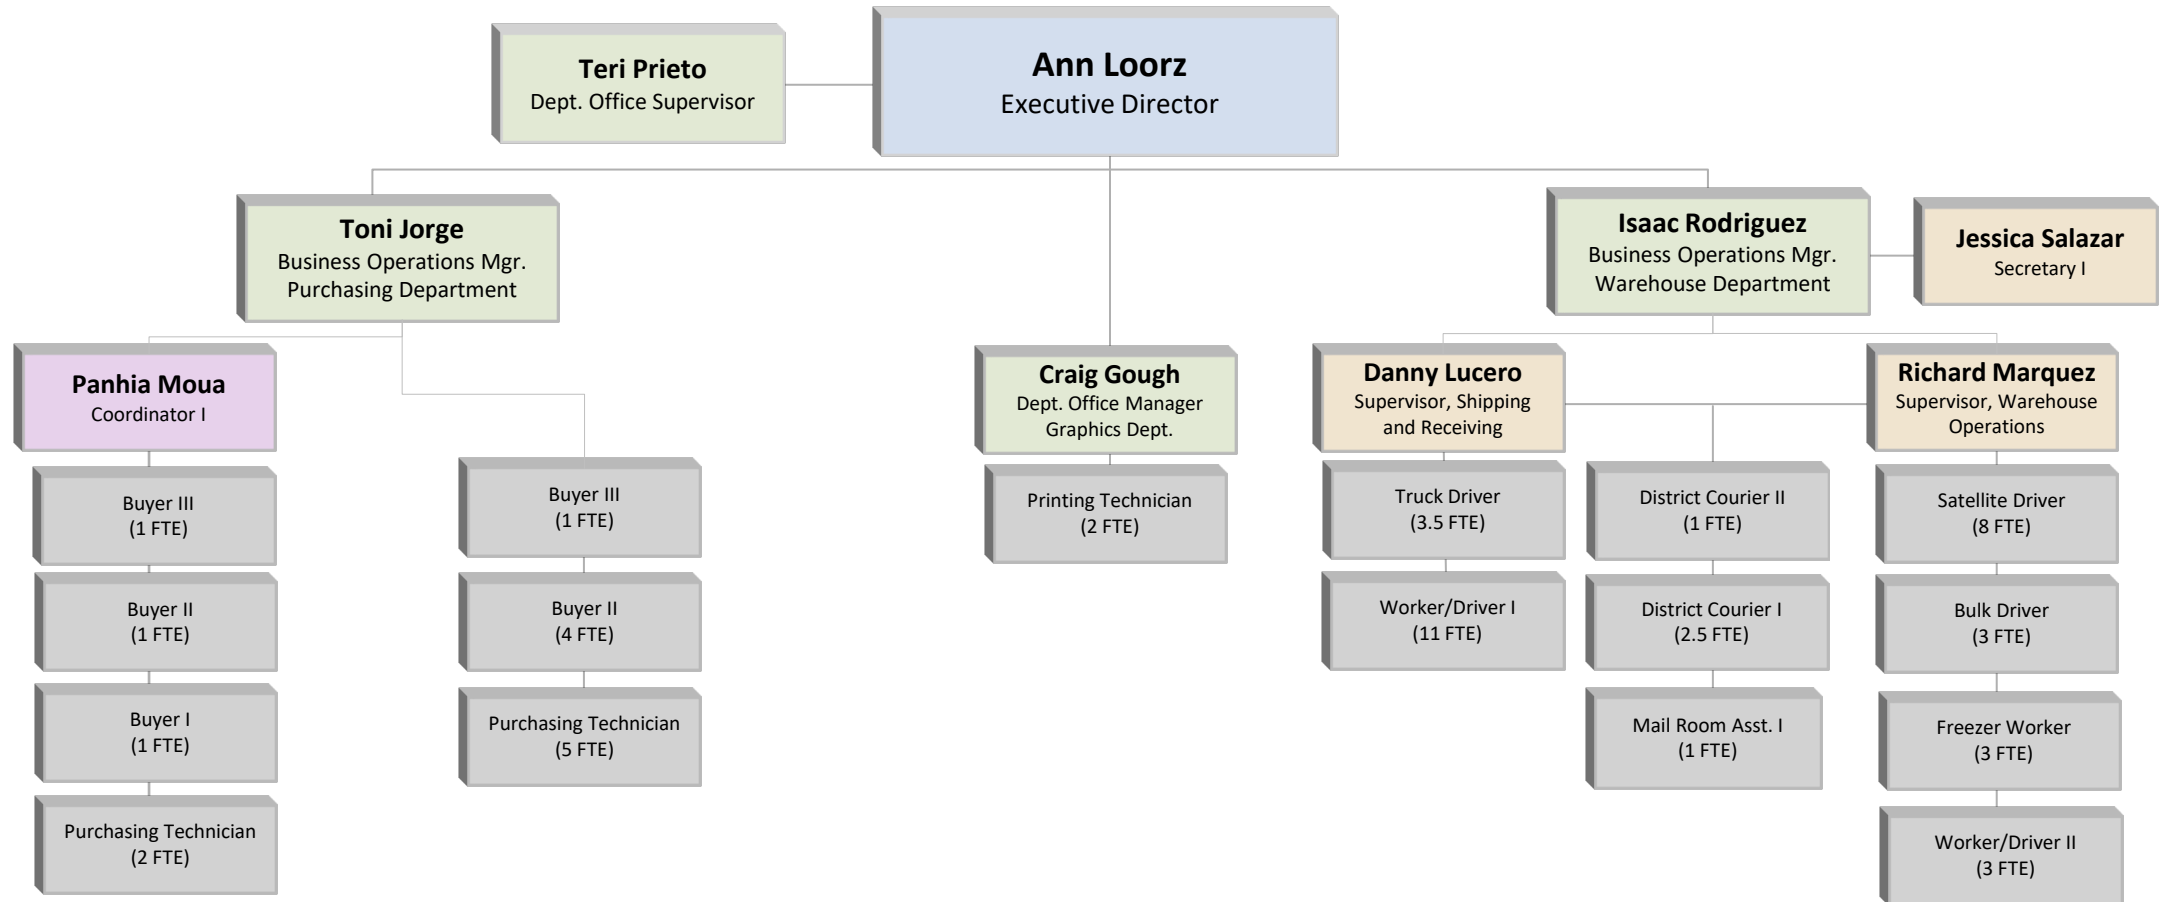 Teri Prieto
Dept. Office Supervisor
Ann Loorz
Executive Director
Toni Jorge
Business Operations Mgr.
Purchasing Department
Isaac Rodriguez
Business Operations Mgr.
Warehouse Department
Jessica Salazar
Secretary I
Panhia Moua
Coordinator I
Buyer III
(1 FTE)
Buyer II
(1 FTE)
Buyer I
(1 FTE)
Purchasing Technician
(2 FTE)
Buyer III
(1 FTE)
Buyer II
(4 FTE)
Purchasing Technician
(5 FTE)
Craig Gough
Dept. Office Manager
Graphics Dept.
Printing Technician
(2 FTE)
Danny Lucero
Supervisor, Shipping
and Receiving
Truck Driver
(3.5 FTE)
Worker/Driver I
(11 FTE)
District Courier II
(1 FTE)
District Courier I
(2.5 FTE)
Mail Room Asst. I
(1 FTE)
Richard Marquez
Supervisor, Warehouse
Operations
Satellite Driver
(8 FTE)
Bulk Driver
(3 FTE)
Freezer Worker
(3 FTE)
Worker/Driver II
(3 FTE)